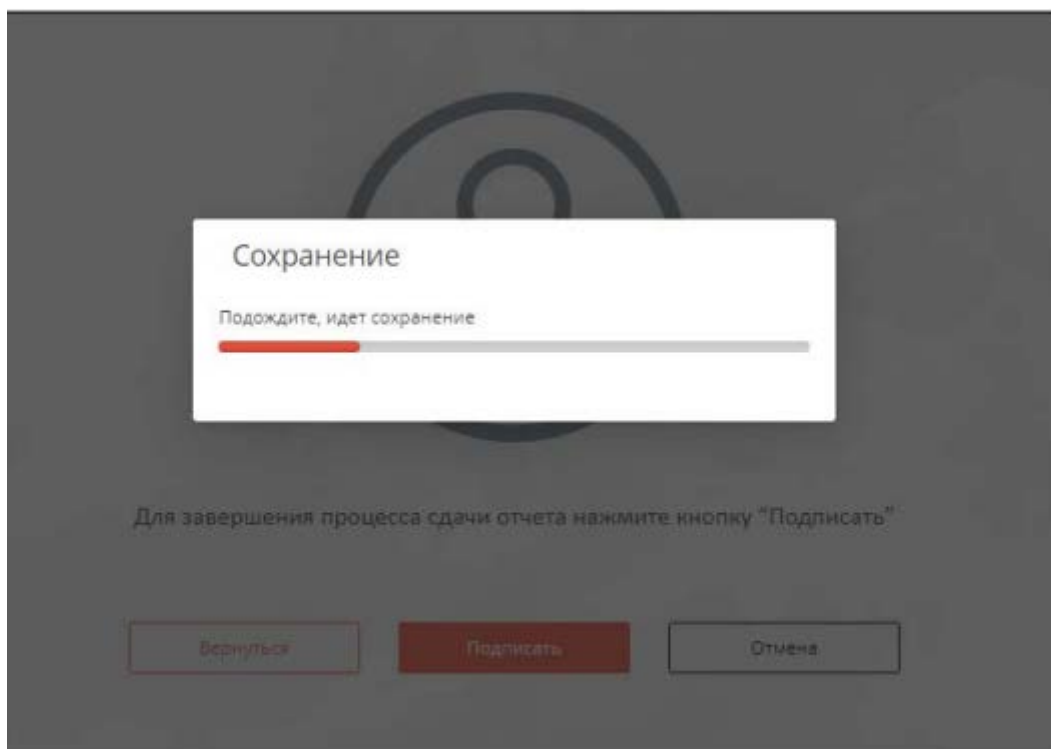 Сохранение
Подождите, идет сохранение
Для завершения процесса сдачи отчета нажмите кнопку “Подписать”
Вернуться
Подписать
Отмена